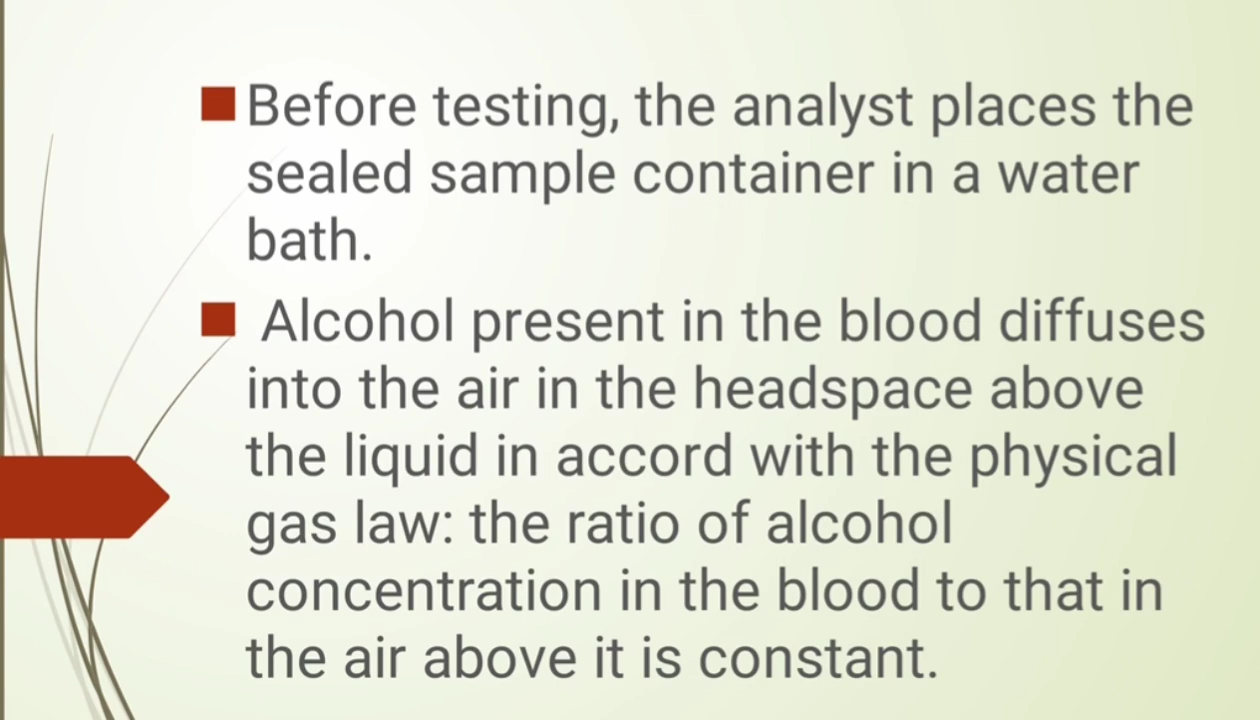 Before testing, the analyst places the
sealed sample container in a water
bath.
Alcohol present in the blood diffuses
into the air in the headspace above
the liquid in accord with the physical
gas law: the ratio of alcohol
concentration in the blood to that in
the air above it is constant.